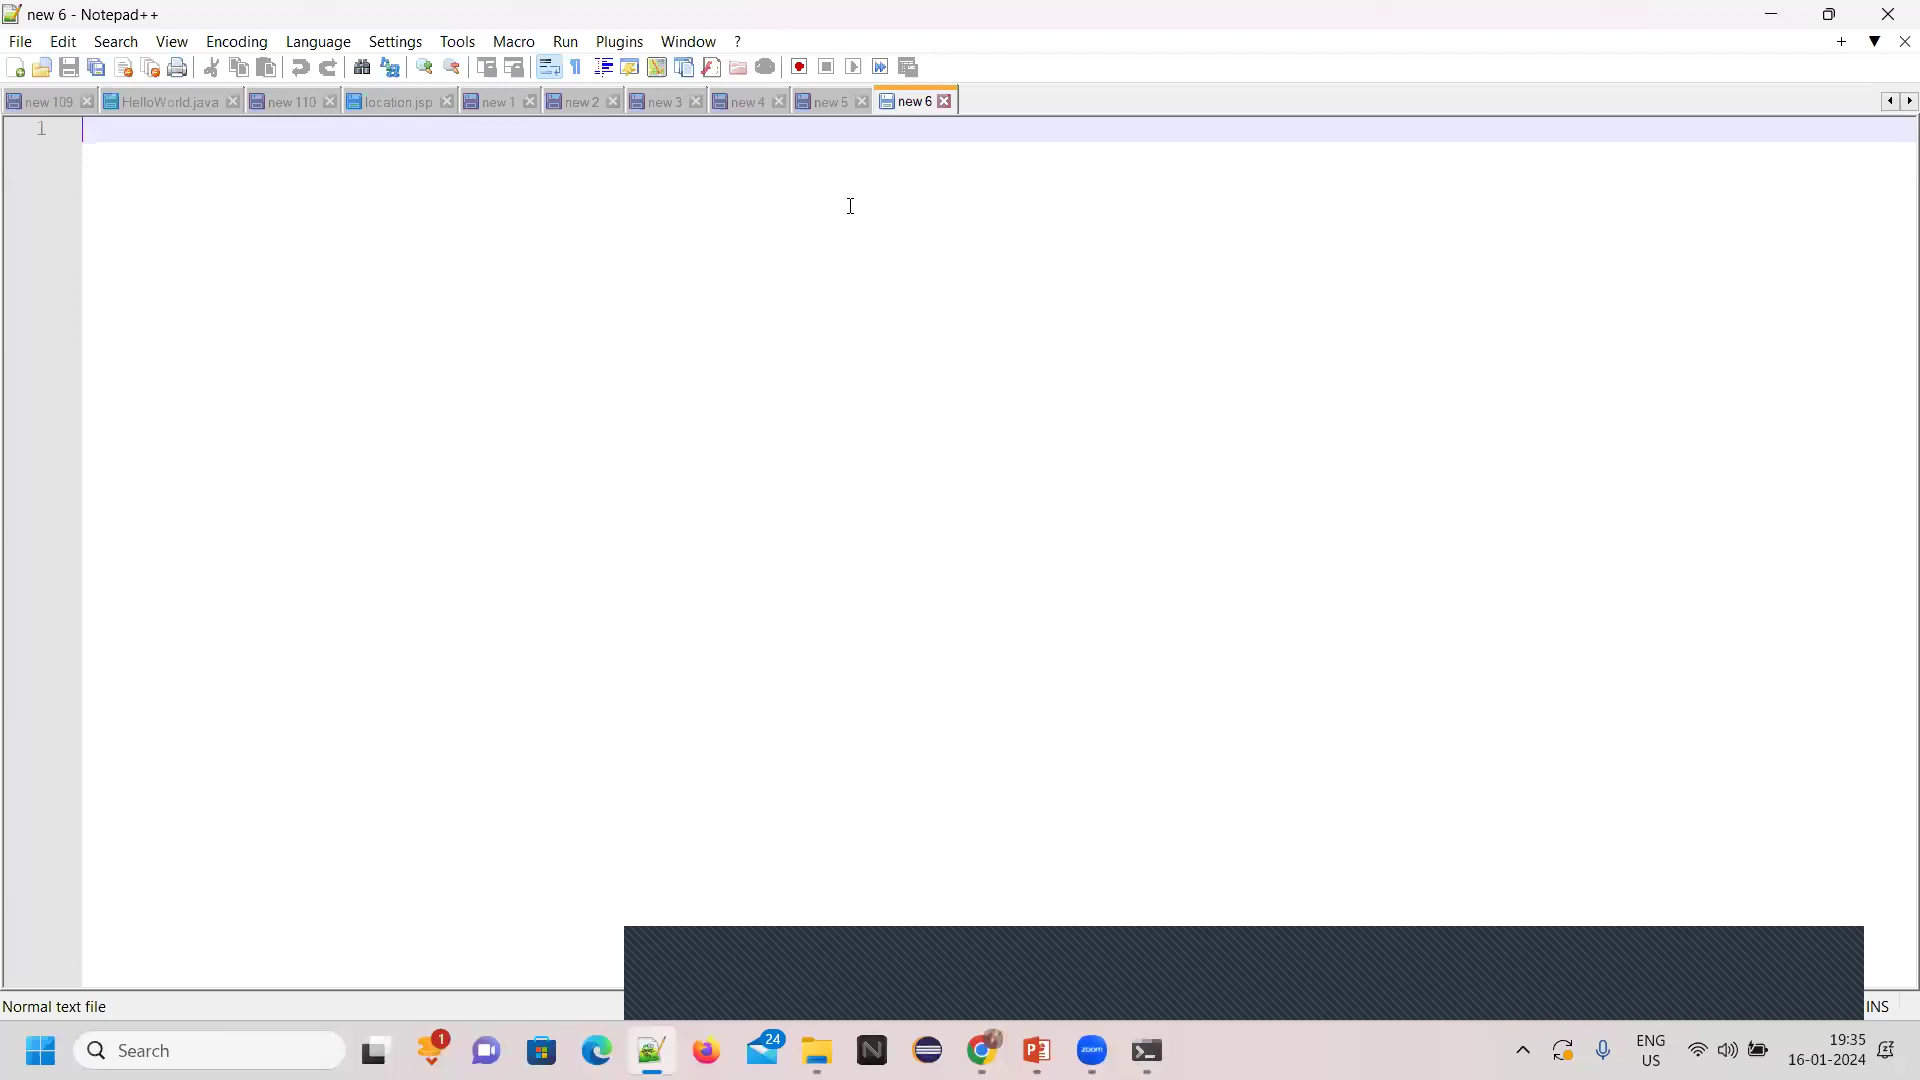 new 6 - Notepad++
File Edit Search View Encoding Language Settings Tools Macro Run Plugins Window ?
new 109 HelloWorld.java new 110 location.jsp new 1 new 2 new 3 new 4 new 5 new 6
1
Normal text file
INS
1
24
zoom
Search
ENG
US
19:35
16-01-2024